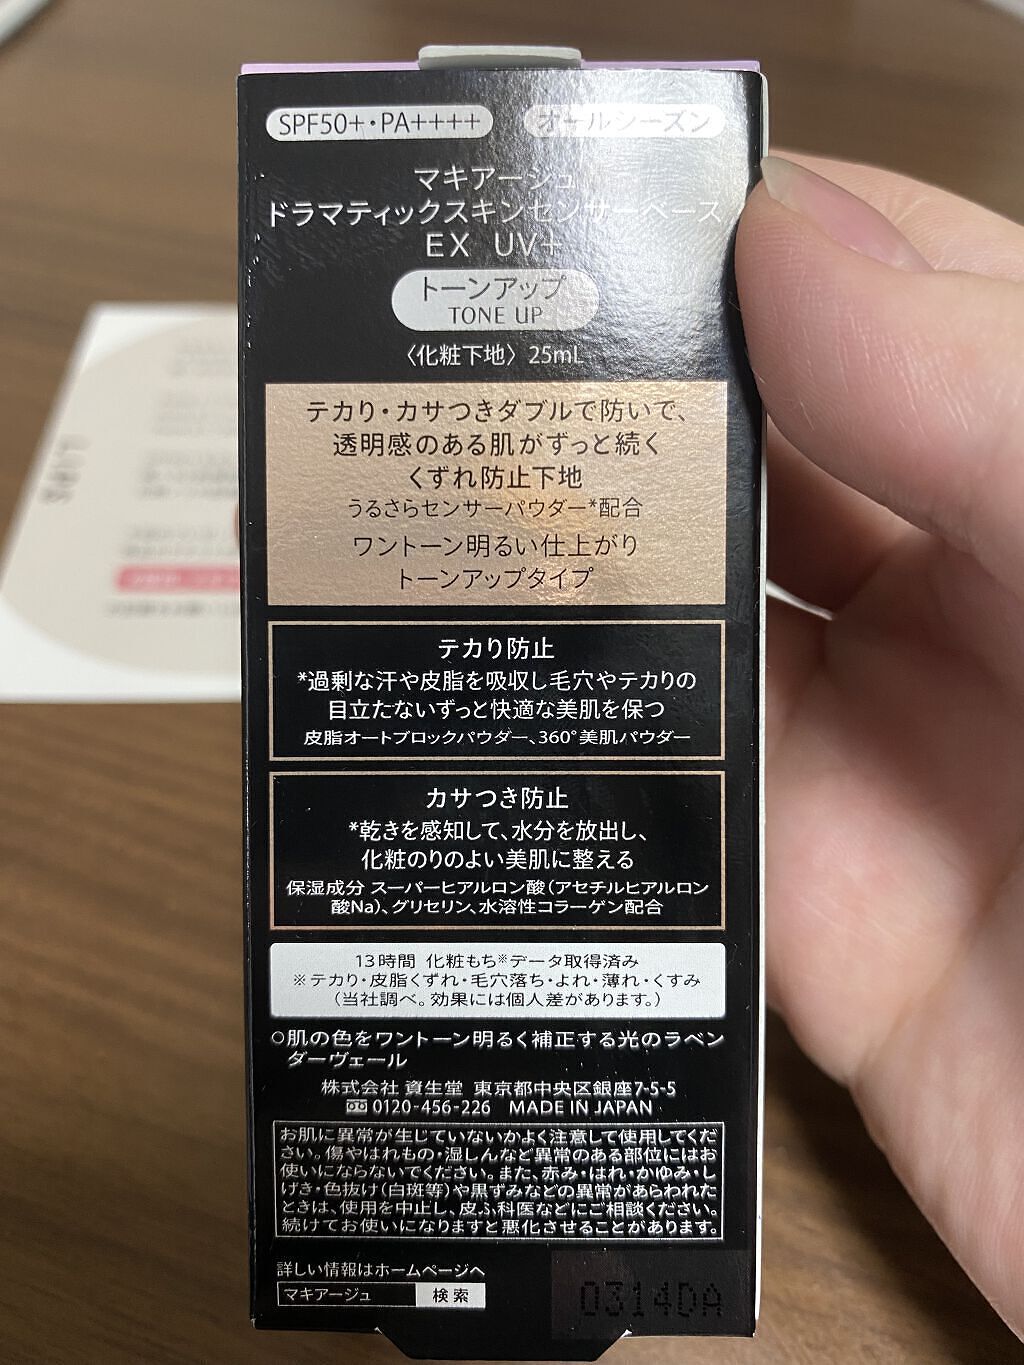 SPF50+・PA++++ オールシーズン
マキアージュ
ドラマティックスキンセンサーベース
EX UV+
トーンアップ
TONE UP
〈化粧下地〉 25mL
テカり・カサつきダブルで防いで、
透明感のある肌がずっと続く
くずれ防止下地
うるさらセンサーパウダー*配合
ワントーン明るい仕上がり
トーンアップタイプ
テカり防止
*過剰な汗や皮脂を吸収し毛穴やテカりの
目立たないずっと快適な美肌を保つ
皮脂オートブロックパウダー、360°美肌パウダー
カサつき防止
*乾きを感知して、水分を放出し、
化粧のりのよい美肌に整える
保湿成分 スーパーヒアルロン酸(アセチルヒアルロン
酸Na)、グリセリン、水溶性コラーゲン配合
13時間 化粧もち※データ取得済み
※テカり・皮脂くずれ・毛穴落ち・よれ・薄れ・くすみ
(当社調べ。効果には個人差があります。)
○肌の色をワントーン明るく補正する光のラベン
ダーヴェール
株式会社 資生堂 東京都中央区銀座7-5-5
0120-456-226 MADE IN JAPAN
お肌に異常が生じていないかよく注意して使用してくだ
さい。傷やはれもの・湿しんなど異常のある部位にはお
使いにならないでください。また、赤み・はれ・かゆみ・し
げき・色抜け(白斑等)や黒ずみなどの異常があらわれた
ときは、使用を中止し、皮ふ科医などにご相談ください。
続けてお使いになりますと悪化させることがあります。
詳しい情報はホームページへ
マキアージュ 検索
0314DA
LIPS